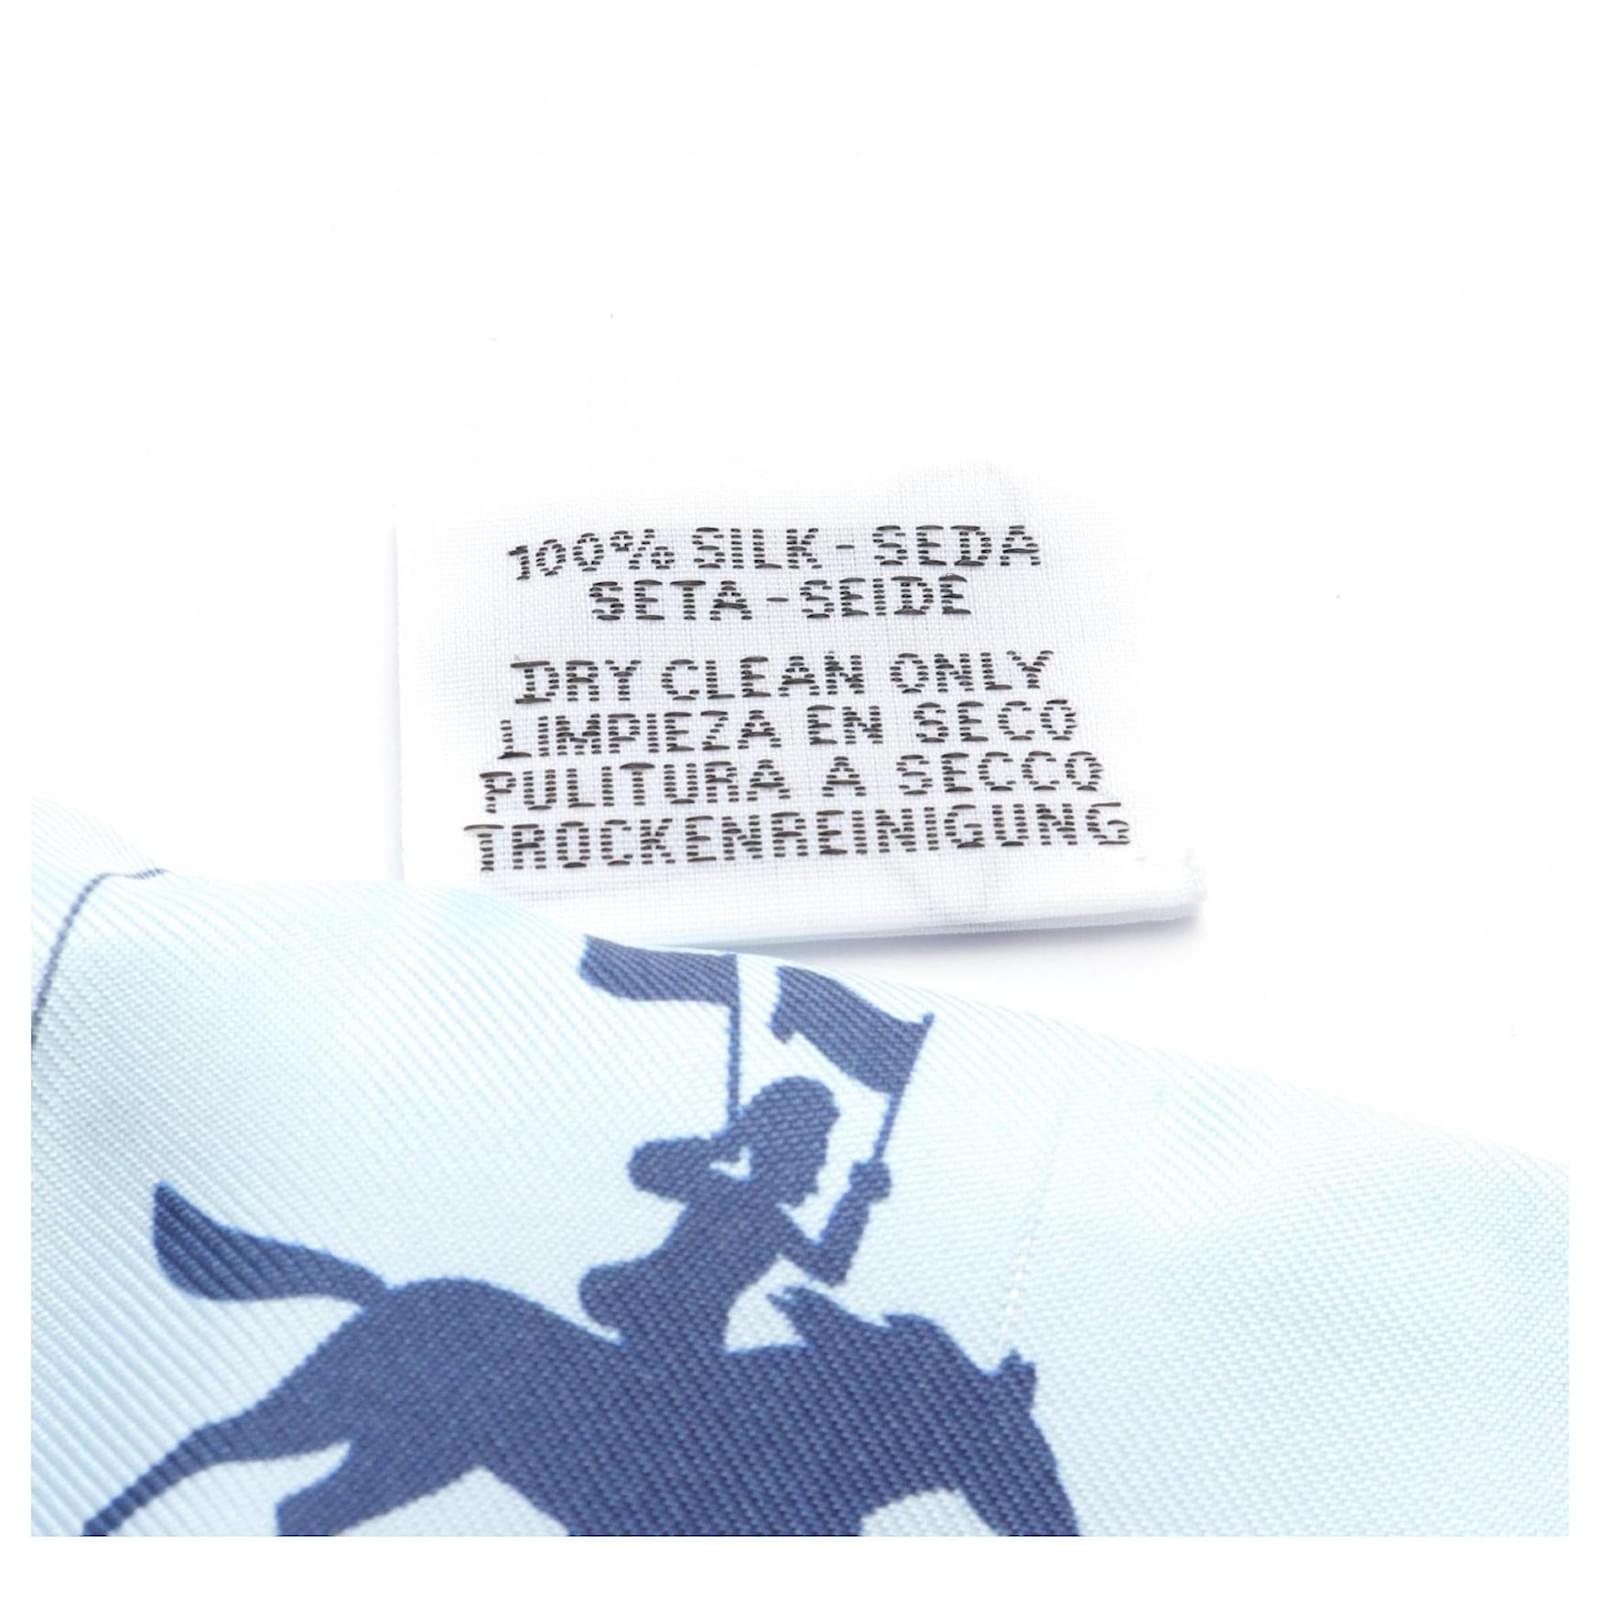 100% SILK - SEDA
SETA - SEIDE
DRY CLEAN ONLY
LIMPIEZA EN SECO
PULITURA A SECCO
TROCKENREINIGUNG